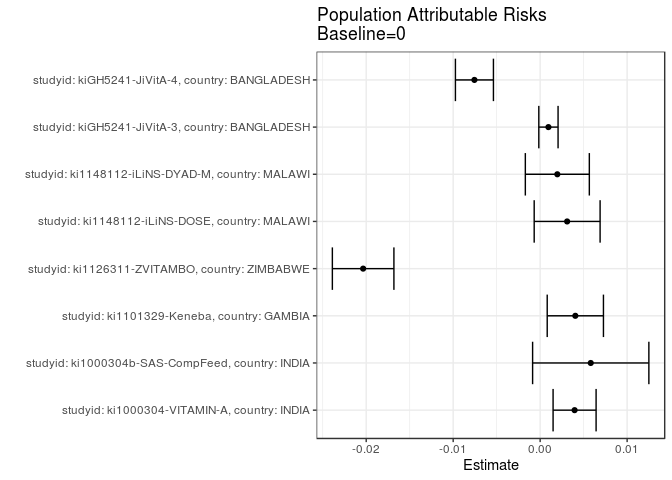 Population Attributable Risks
Baseline=0
studyid: kiGH5241-JiVitA-4, country: BANGLADESH
studyid: kiGH5241-JiVitA-3, country: BANGLADESH
studyid: ki1148112-iLiNS-DYAD-M, country: MALAWI
studyid: ki1148112-iLiNS-DOSE, country: MALAWI
studyid: ki1126311-ZVITAMBO, country: ZIMBABWE
studyid: ki1101329-Keneba, country: GAMBIA
studyid: ki1000304b-SAS-CompFeed, country: INDIA
studyid: ki1000304-VITAMIN-A, country: INDIA
-0.02 -0.01 0.00 0.01
Estimate